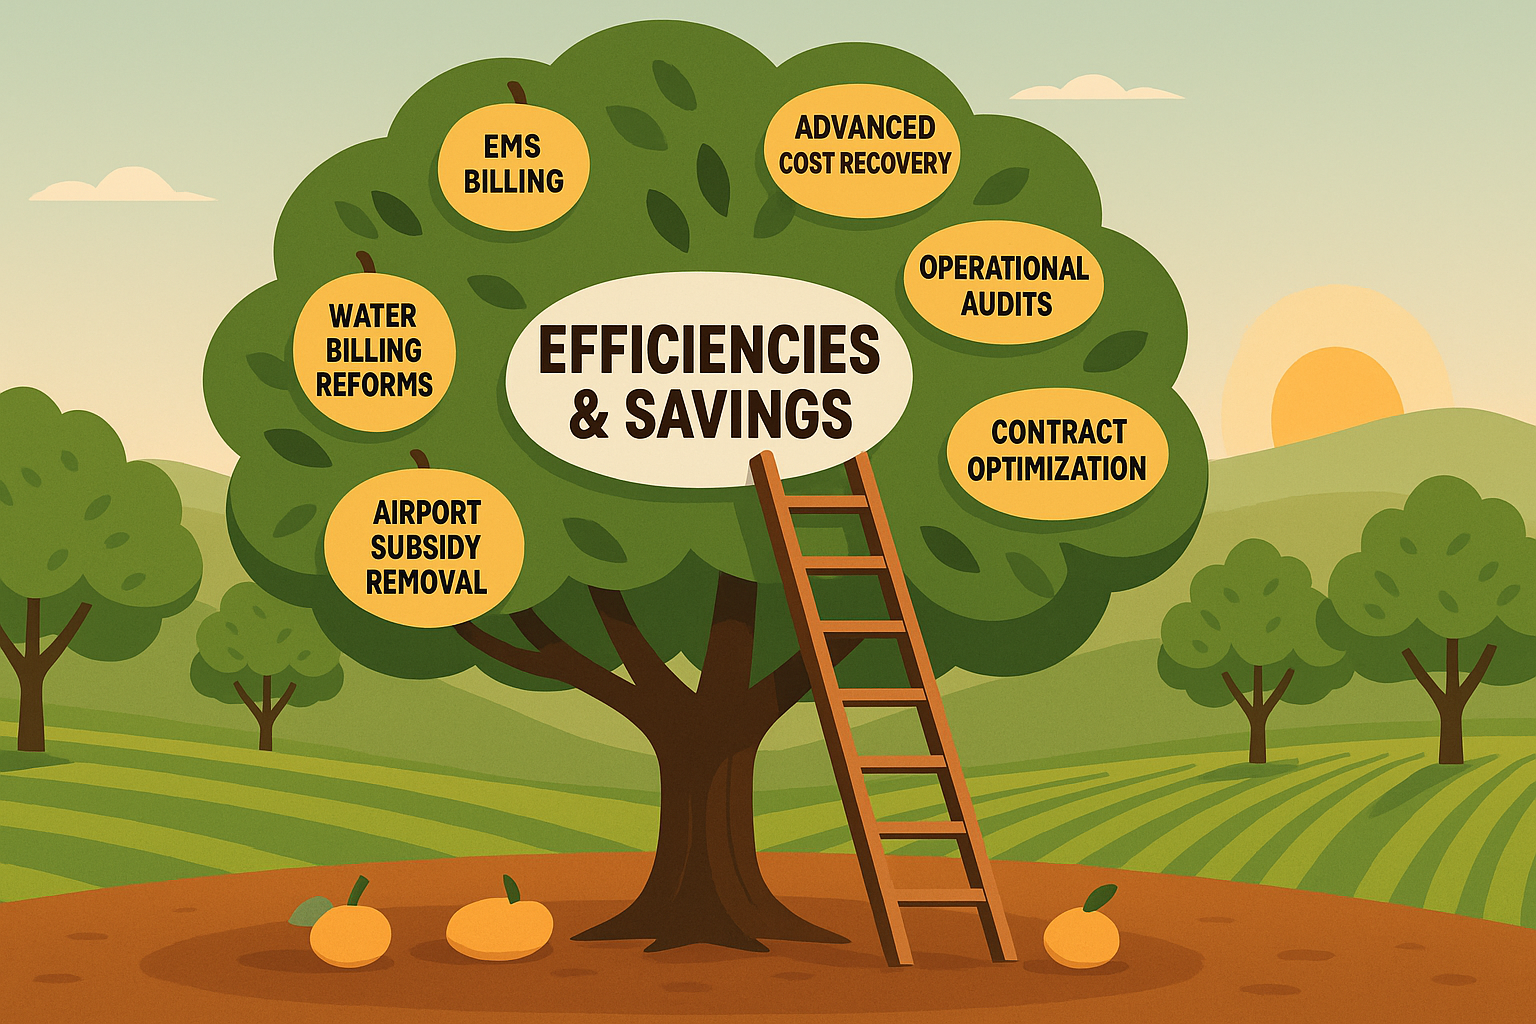 EMS
BILLING
ADVANCED
COST RECOVERY
OPERATIONAL
AUDITS
WATER
BILLING
REFORMS
EFFICIENCIES
& SAVINGS
CONTRACT
OPTIMIZATION
AIRPORT
SUBSIDY
REMOVAL